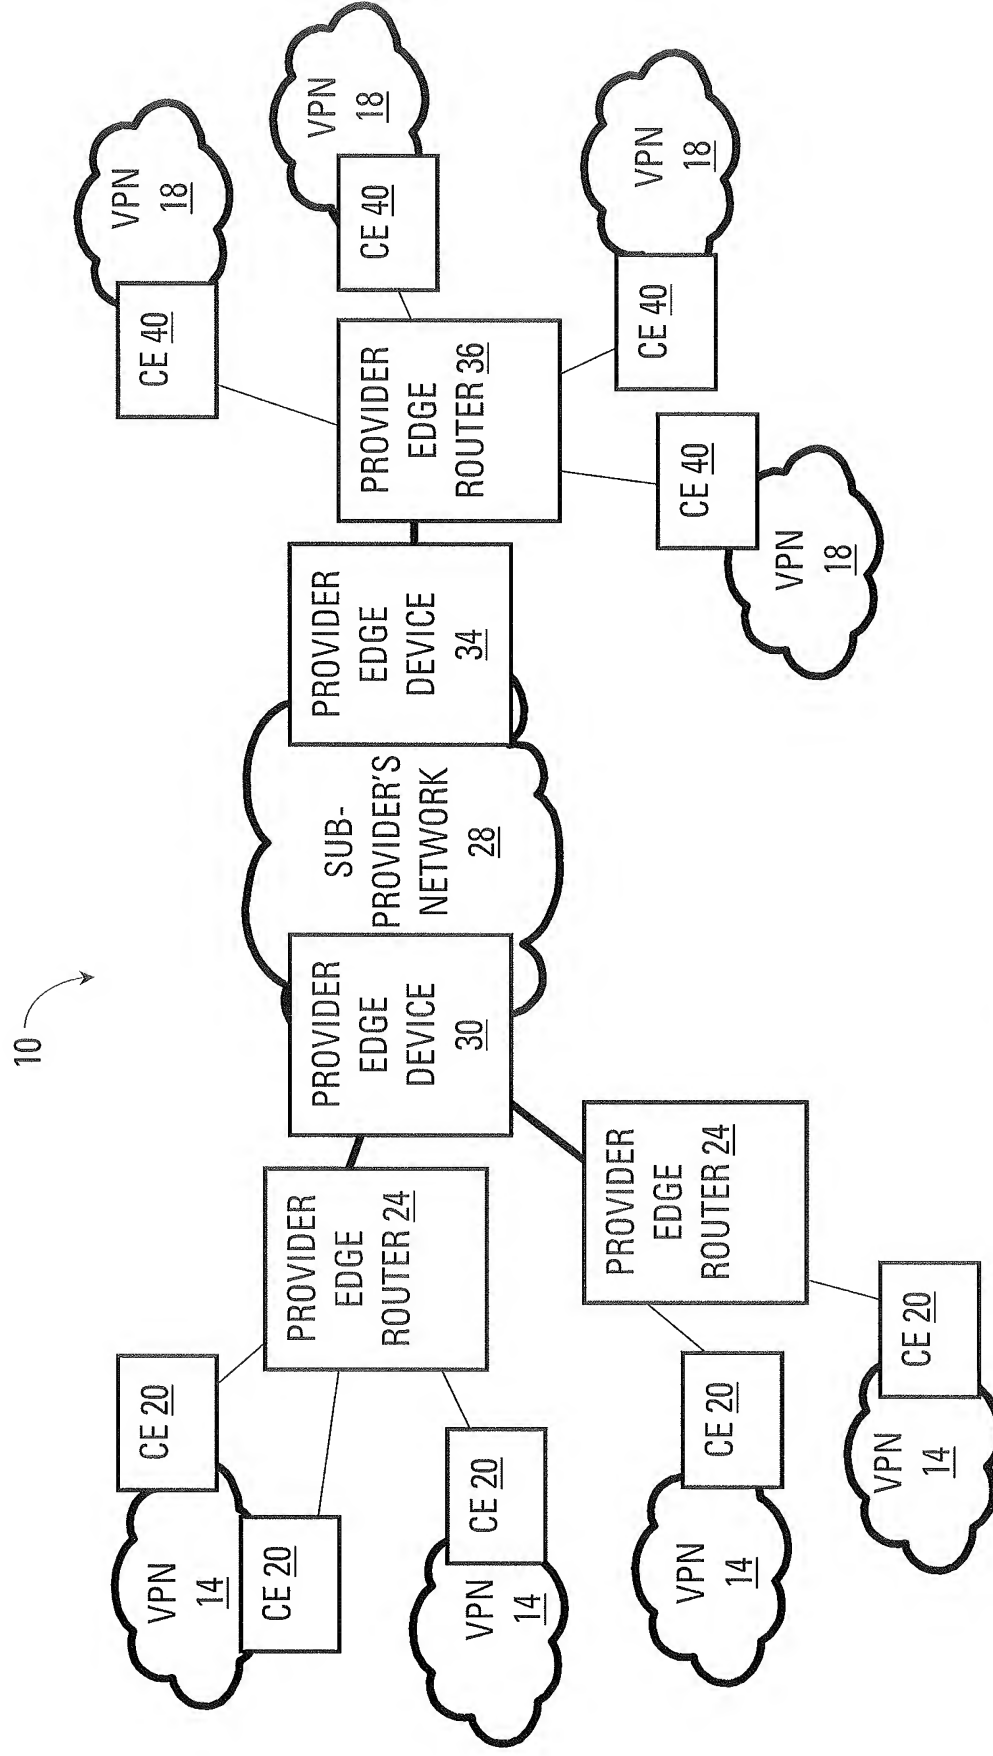 10
VPN
14
CE 20
CE 20
VPN
14
CE 20
VPN
14
CE 20
VPN
14
CE 20
PROVIDER
EDGE
ROUTER 24
PROVIDER
EDGE
ROUTER 24
PROVIDER
EDGE
DEVICE
30
SUB-
PROVIDER'S
NETWORK
28
PROVIDER
EDGE
DEVICE
34
PROVIDER
EDGE
ROUTER 36
CE 40
VPN
18
CE 40
VPN
18
CE 40
VPN
18
CE 40
VPN
18